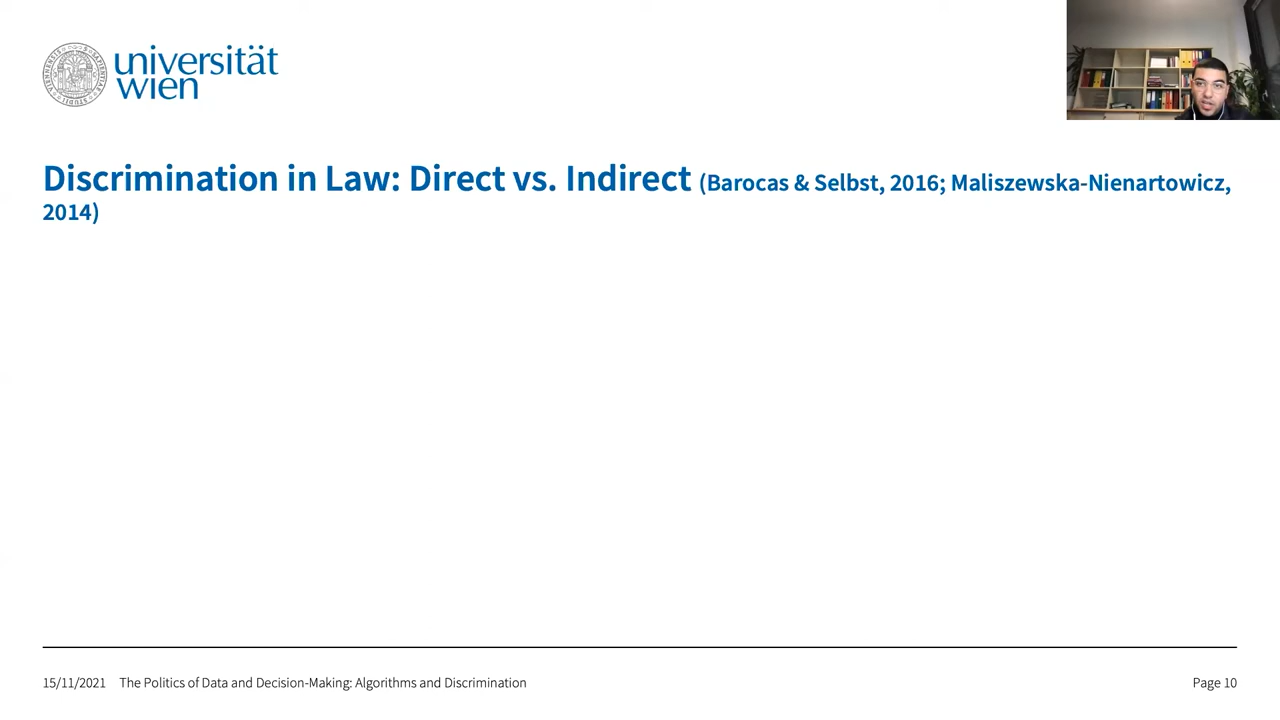 universität
wien
Discrimination in Law: Direct vs. Indirect (Barocas & Selbst, 2016; Maliszewska-Nienartowicz,
2014)
15/11/2021 The Politics of Data and Decision-Making: Algorithms and Discrimination Page 10